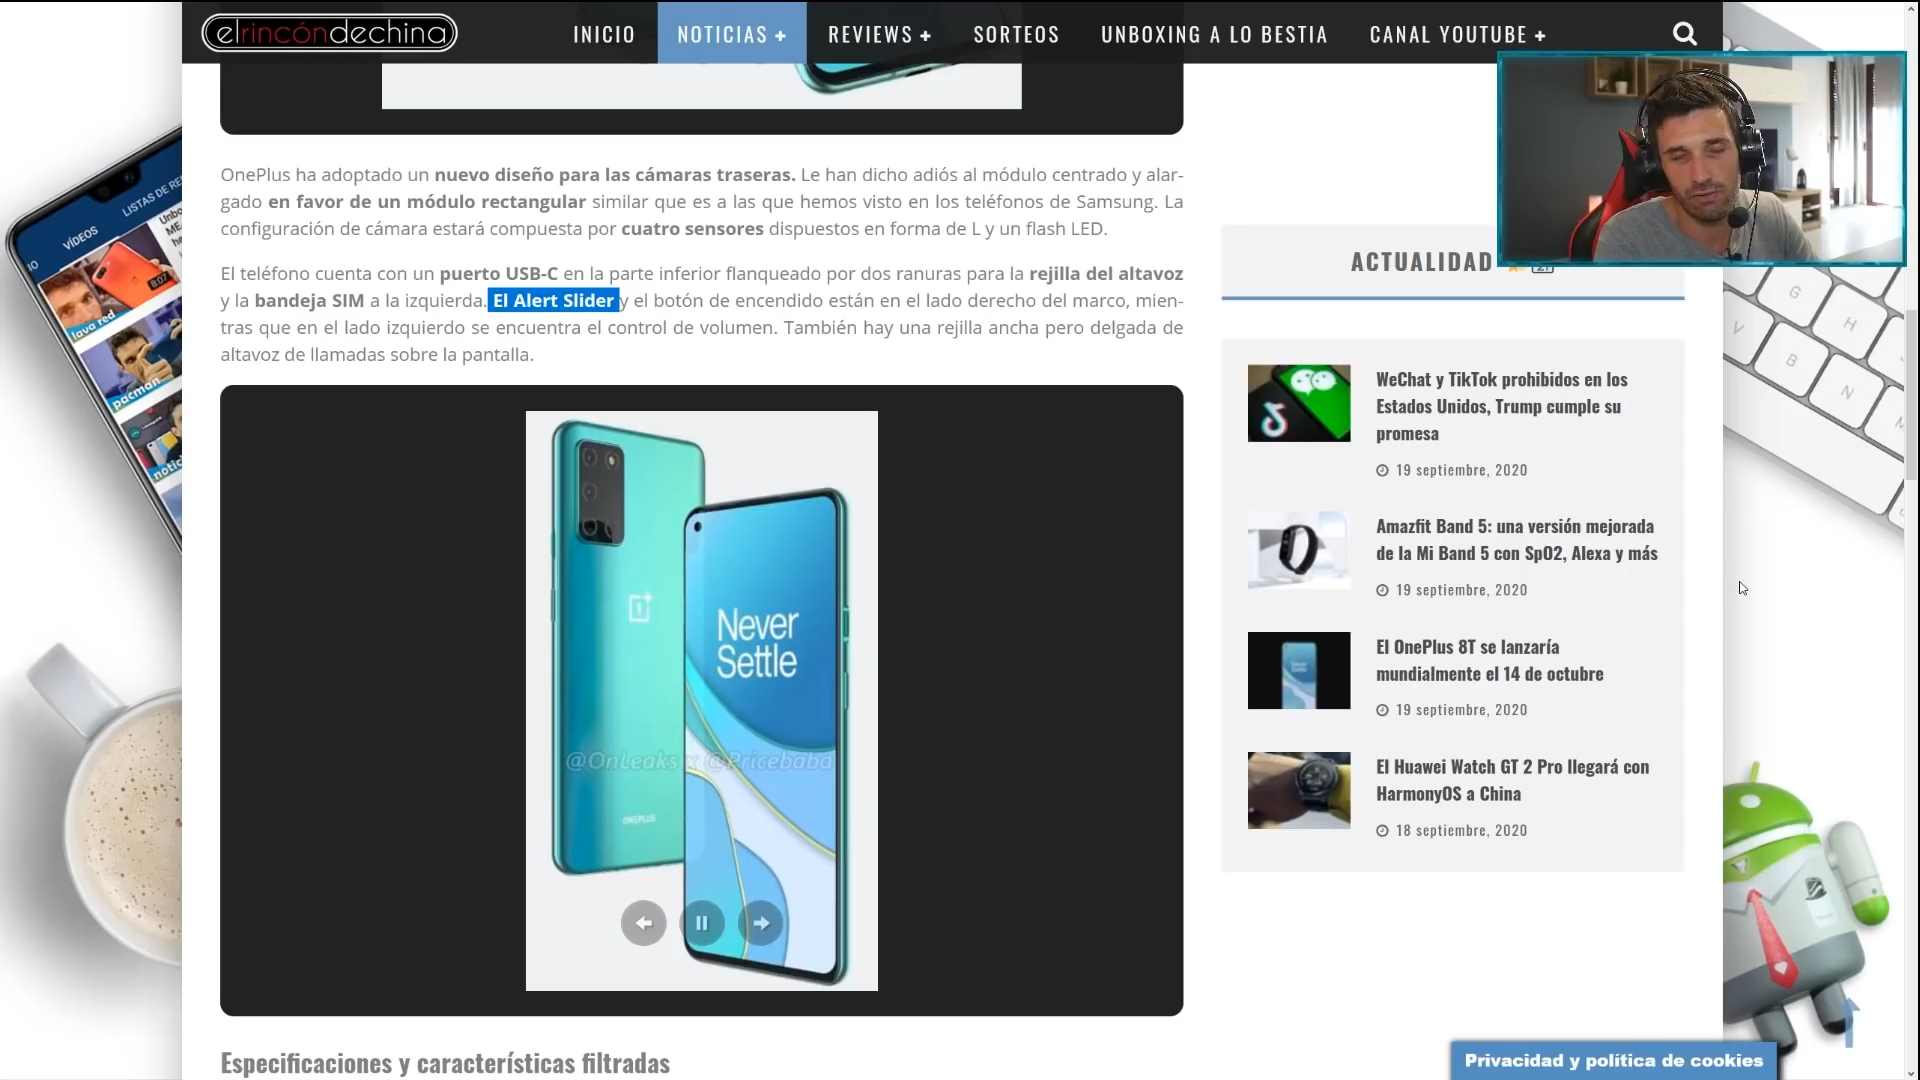 elrincóndechina
INICIO
NOTICIAS +
REVIEWS +
SORTEOS
UNBOXING A LO BESTIA
CANAL YOUTUBE +
OnePlus ha adoptado un nuevo diseño para las cámaras traseras. Le han dicho adiós al módulo centrado y alar-
gado en favor de un módulo rectangular similar que es a las que hemos visto en los teléfonos de Samsung. La
configuración de cámara estará compuesta por cuatro sensores dispuestos en forma de L y un flash LED.
El teléfono cuenta con un puerto USB-C en la parte inferior flanqueado por dos ranuras para la rejilla del altavoz
y la bandeja SIM a la izquierda. El Alert Slider y el botón de encendido están en el lado derecho del marco, mien-
tras que en el lado izquierdo se encuentra el control de volumen. También hay una rejilla ancha pero delgada de
altavoz de llamadas sobre la pantalla.
Never
Settle
@OnLeaks x @Pricebaba
ONEPLUS
Especificaciones y características filtradas
ACTUALIDAD
WeChat y TikTok prohibidos en los
Estados Unidos, Trump cumple su
promesa
19 septiembre, 2020
Amazfit Band 5: una versión mejorada
de la Mi Band 5 con SpO2, Alexa y más
19 septiembre, 2020
El OnePlus 8T se lanzaría
mundialmente el 14 de octubre
19 septiembre, 2020
El Huawei Watch GT 2 Pro llegará con
HarmonyOS a China
18 septiembre, 2020
Privacidad y política de cookies
VÍDEOS
LISTAS DE RE
lava red
8:07
pacman
notic
G
H
V
B
N